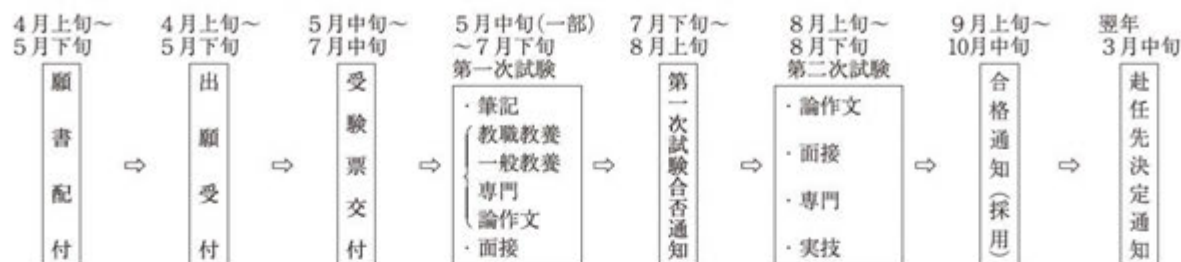 4月上旬～
5月下旬
願書配付
4月上旬～
5月下旬
出願受付
5月中旬～
7月中旬
受験票交付
5月中旬(一部)
～7月下旬
第一次試験
・筆記
教職教養
一般教養
専門
論作文
・面接
7月下旬～
8月上旬
第一次試験合否通知
8月上旬～
8月下旬
第二次試験
・論作文
・面接
・専門
・実技
9月上旬～
10月中旬
合格通知(採用)
翌年
3月中旬
赴任先決定通知